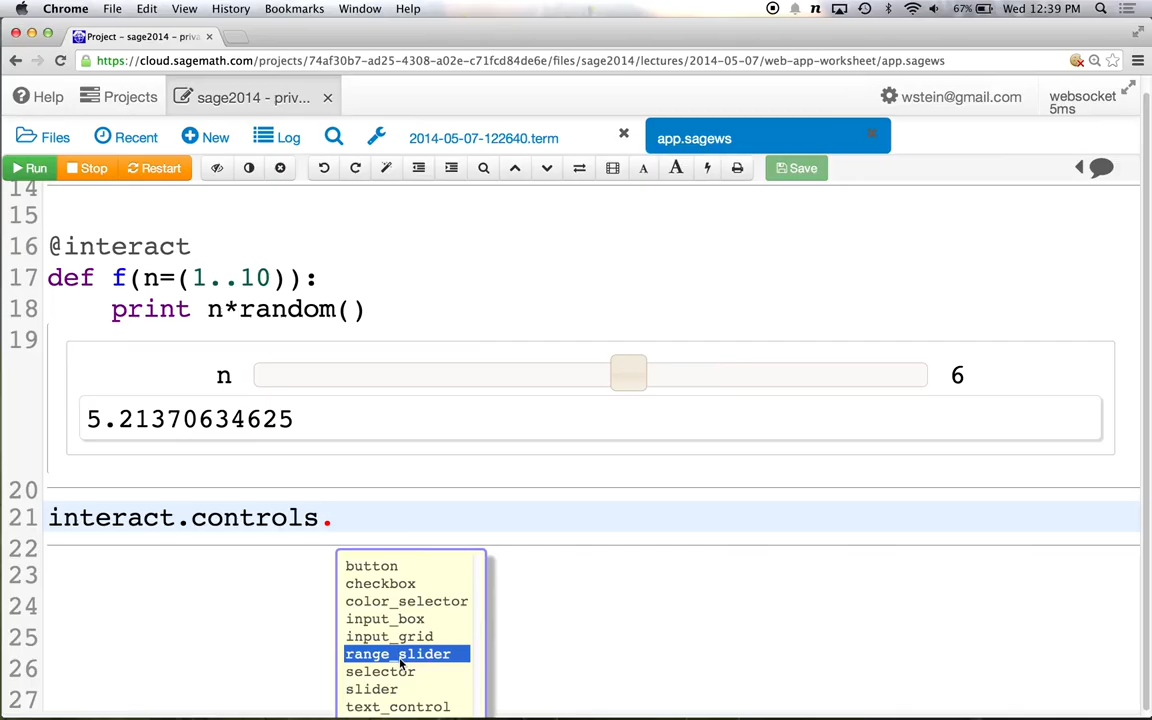 Chrome File Edit View History Bookmarks Window Help 67% Wed 12:39 PM
Project - sage2014 - priva
https://cloud.sagemath.com/projects/74af30b7-ad25-4308-a02e-c71fcd84de6e/files/sage2014/lectures/2014-05-07/web-app-worksheet/app.sagews
Help Projects sage2014 - priv... wstein@gmail.com websocket
5ms
Files Recent New Log 2014-05-07-122640.term app.sagews
Run Stop Restart A A Save
14
15
16 @interact
17 def f(n=(1..10)):
18 print n*random()
19
n 6
5.21370634625
20
21 interact.controls.
22
23
24
25
26
27
button
checkbox
color_selector
input_box
input_grid
range_slider
selector
slider
text_control